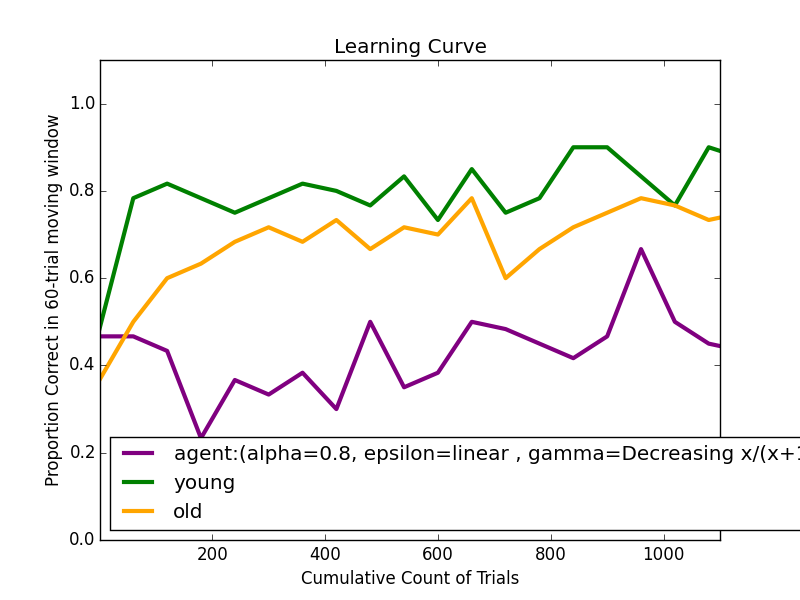 Learning Curve
Proportion Correct in 60-trial moving window
1.0
0.8
0.6
0.4
0.2
0.0
agent:(alpha=0.8, epsilon=linear , gamma=Decreasing x/(x+1
young
old
200 400 600 800 1000
Cumulative Count of Trials